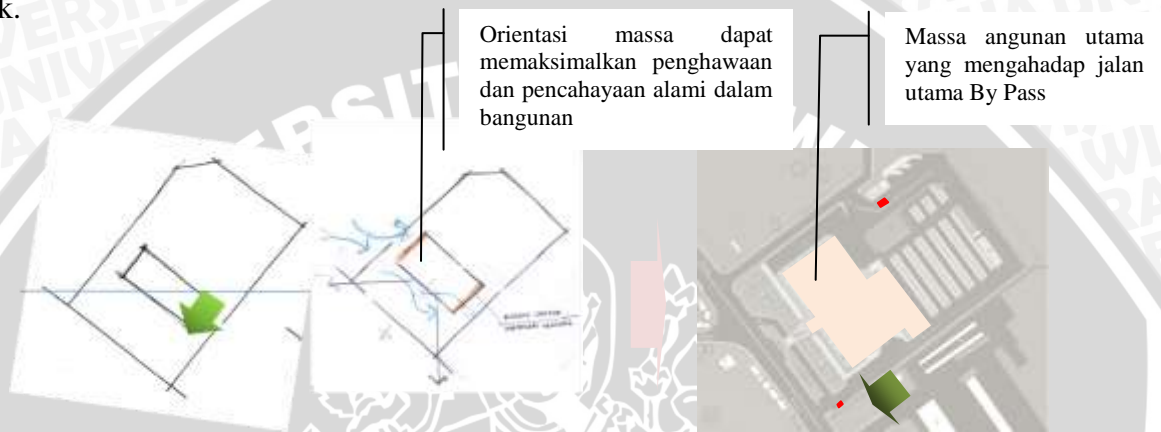 k.
Orientasi massa dapat
memaksimalkan penghawaan
dan pencahayaan alami dalam
bangunan
Massa angunan utama
yang mengahadap jalan
utama By Pass